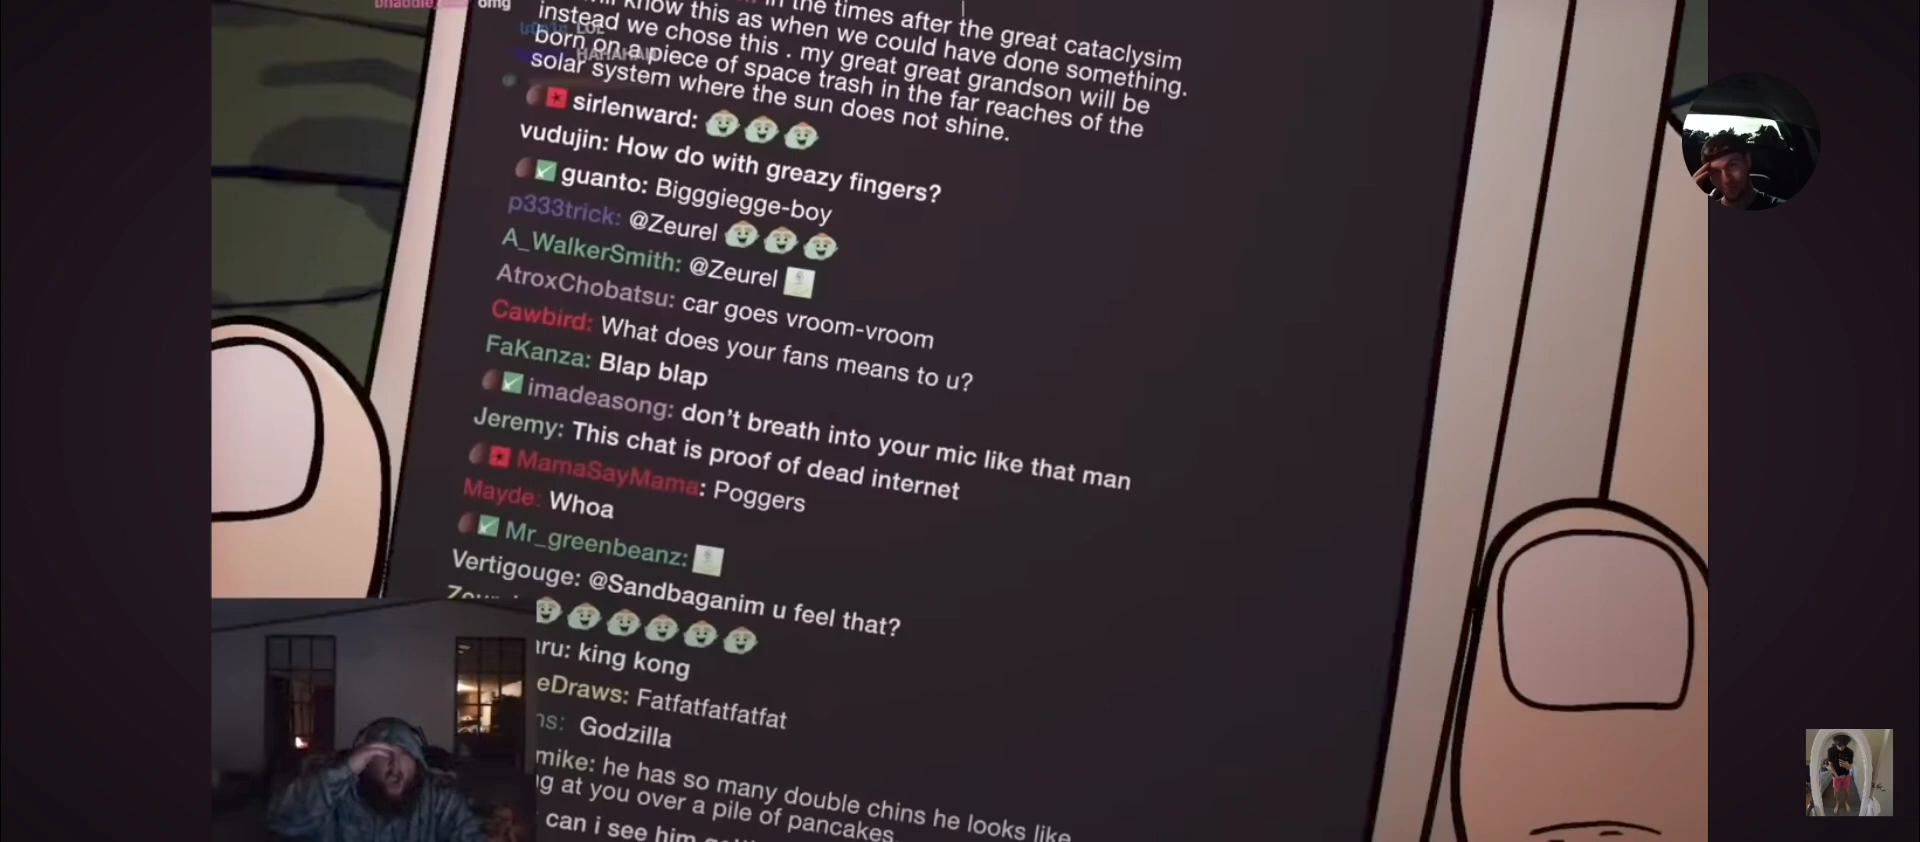 omg
in the times after the great cataclysim
know this as when we could have done something.
instead we chose this . my great great grandson will be
born on a piece of space trash in the far reaches of the
solar system where the sun does not shine.
sirlenward:
vudujin: How do with greazy fingers?
guanto: Bigggiegge-boy
p333trick: @Zeurel
A_WalkerSmith: @Zeurel
AtroxChobatsu: car goes vroom-vroom
Cawbird: What does your fans means to u?
FaKanza: Blap blap
imadeasong: don't breath into your mic like that man
Jeremy: This chat is proof of dead internet
MamaSayMama: Poggers
Mayde: Whoa
Mr_greenbeanz:
Vertigouge: @Sandbaganim u feel that?
king kong
eDraws: Fatfatfatfatfat
Godzilla
mike: he has so many double chins he looks like
at you over a pile of pancakes
can i see him